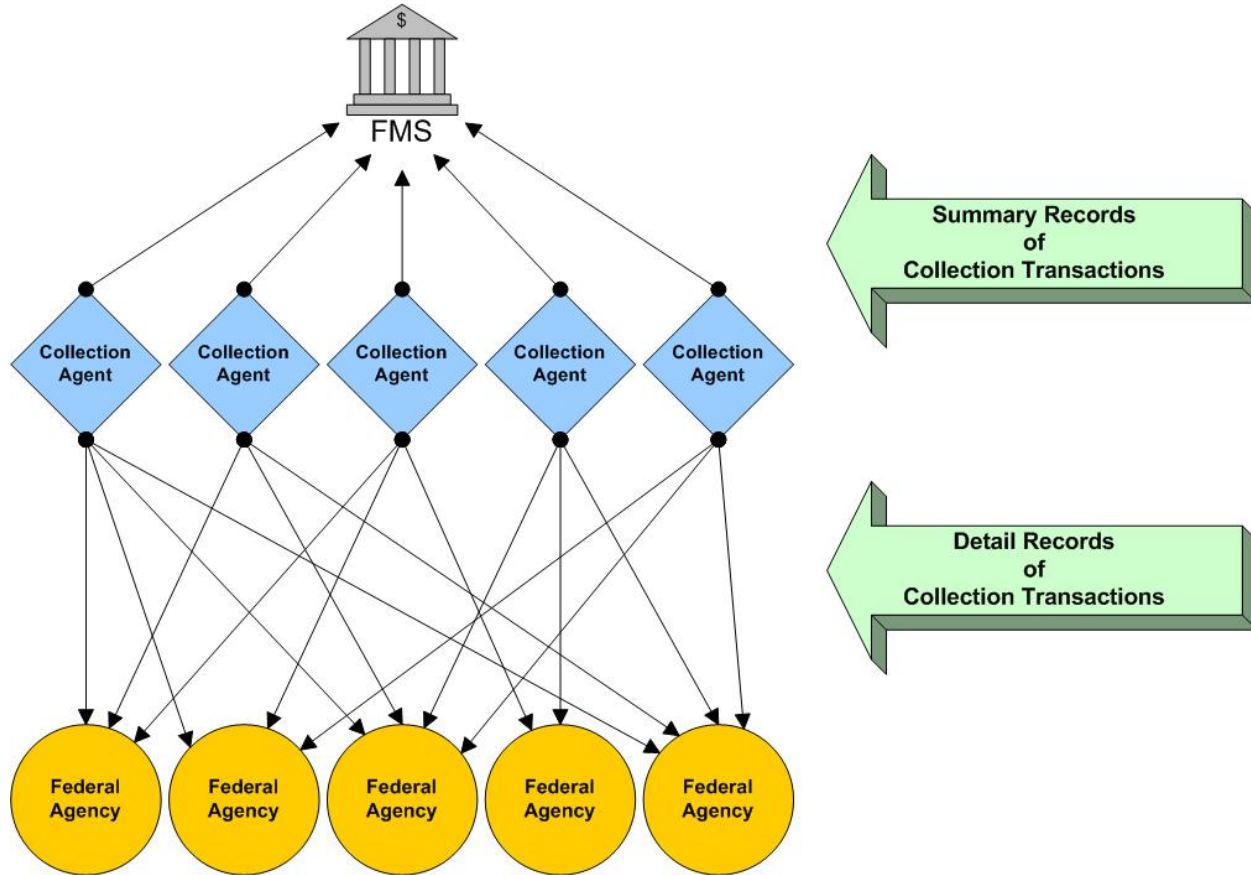 $
FMS
Summary Records
of
Collection Transactions
Collection
Agent
Collection
Agent
Collection
Agent
Collection
Agent
Collection
Agent
Detail Records
of
Collection Transactions
Federal
Agency
Federal
Agency
Federal
Agency
Federal
Agency
Federal
Agency